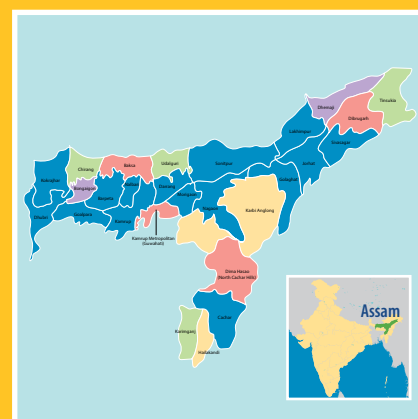 Tinsukia
Dhemaji
Dibrugarh
Lakhimpur
Sivasagar
Jorhat
Golaghat
Sonitpur
Udalguri
Baksa
Chirang
Kokrajhar
Bongaigaon
Barpeta
Nalbari
Darrang
Morigaon
Nagaon
Karbi Anglong
Dhubri
Goalpara
Kamrup
Kamrup Metropolitan
(Guwahati)
Dima Hasao
(North Cachar Hills)
Cachar
Karimganj
Hailakandi
Assam